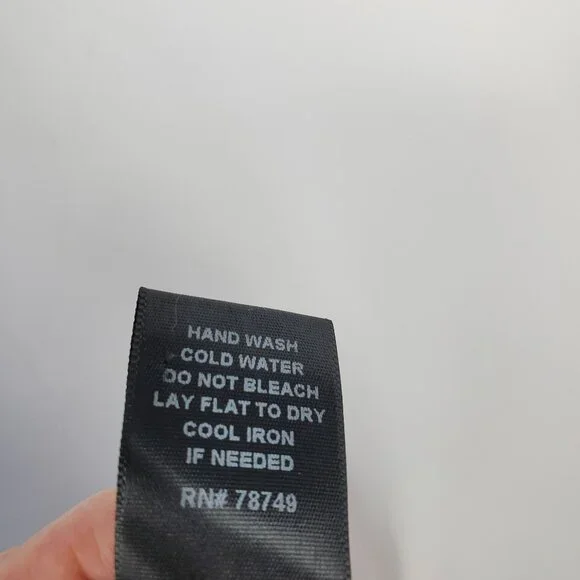 HAND WASH
COLD WATER
DO NOT BLEACH
LAY FLAT TO DRY
COOL IRON
IF NEEDED
RN# 78749